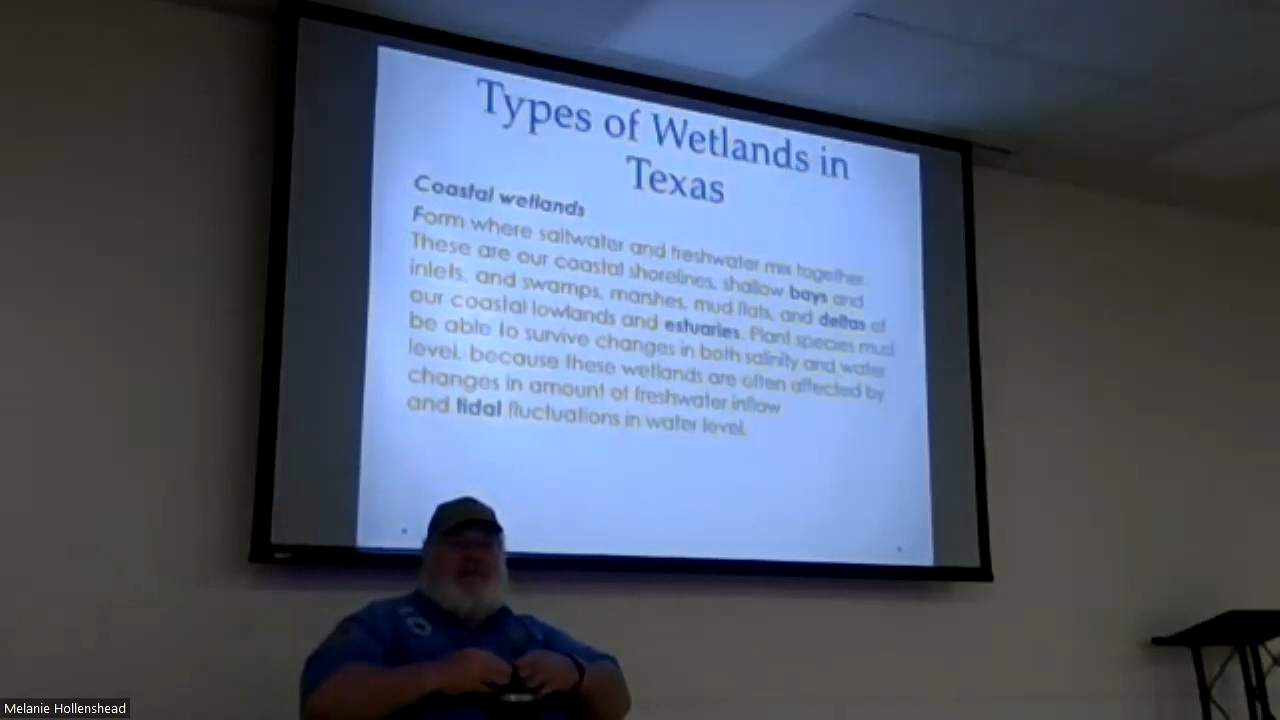 Types of Wetlands in
Texas
Coastal wetlands
Form where saltwater and freshwater mix together.
These are our coastal shorelines, shallow bays and
inlets, and swamps, marshes, mud flats, and deltas of
our coastal lowlands and estuaries. Plant species must
be able to survive changes in both salinity and water
level, because these wetlands are often affected by
changes in amount of freshwater inflow
and tidal fluctuations in water level.
Melanie Hollenshead